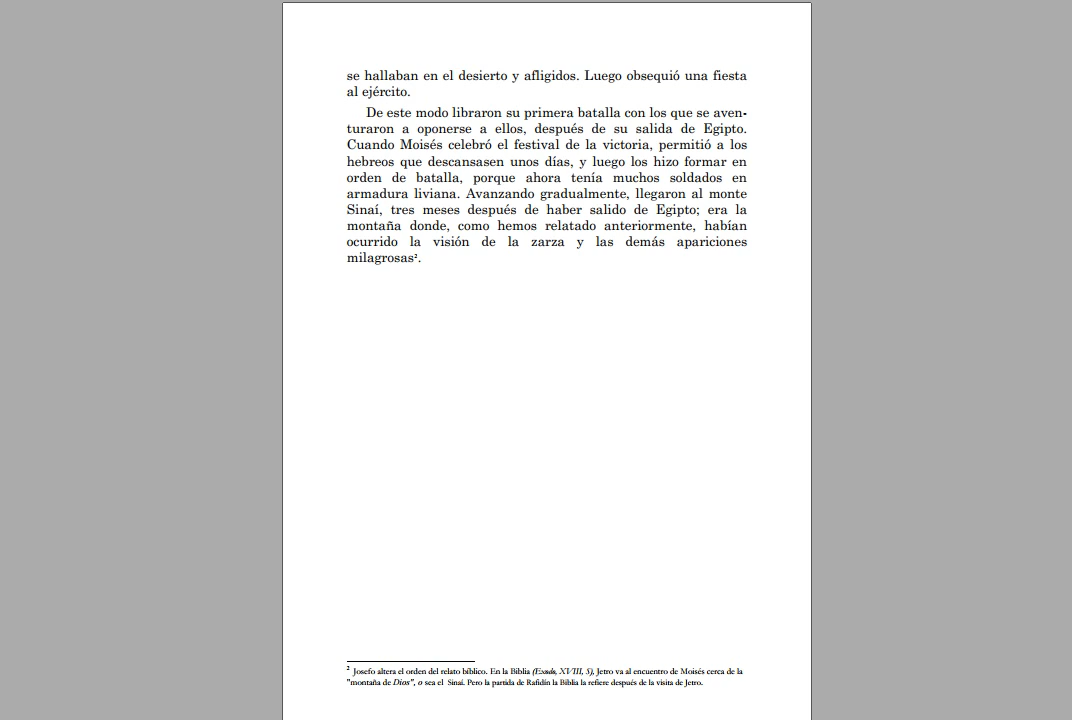 se hallaban en el desierto y afligidos. Luego obsequió una fiesta
al ejército.
De este modo libraron su primera batalla con los que se aven-
turaron a oponerse a ellos, después de su salida de Egipto.
Cuando Moisés celebró el festival de la victoria, permitió a los
hebreos que descansasen unos días, y luego los hizo formar en
orden de batalla, porque ahora tenía muchos soldados en
armadura liviana. Avanzando gradualmente, llegaron al monte
Sinaí, tres meses después de haber salido de Egipto; era la
montaña donde, como hemos relatado anteriormente, habían
ocurrido la visión de la zarza y las demás apariciones
milagrosas².
² Josefo altera el orden del relato bíblico. En la Biblia (Exodo, XVIII, 5), Jetro va al encuentro de Moisés cerca de la
"montaña de Dios", o sea el Sinaí. Pero la partida de Rafidín la Biblia la refiere después de la visita de Jetro.